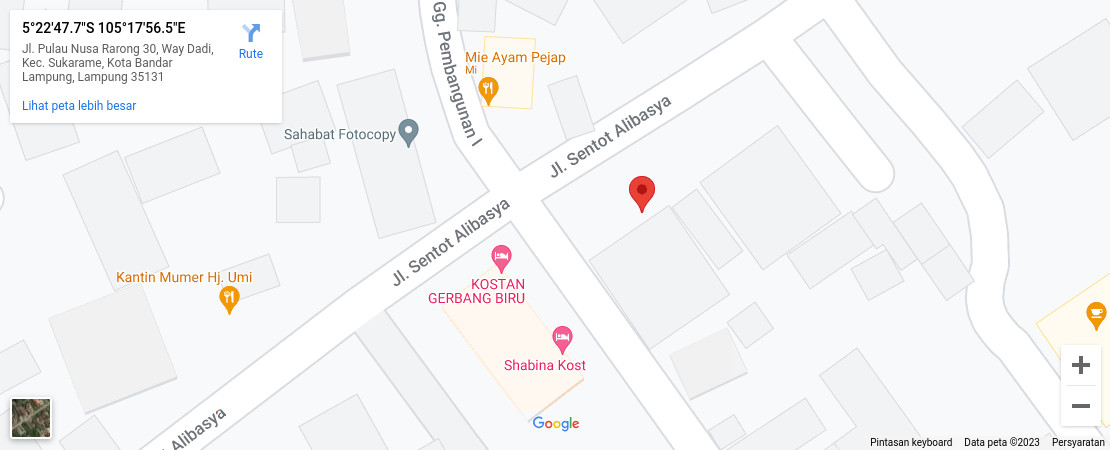 5°22'47.7"S 105°17'56.5"E
Jl. Pulau Nusa Rarong 30, Way Dadi,
Kec. Sukarame, Kota Bandar
Lampung, Lampung 35131
Rute
Lihat peta lebih besar
Gg. Pembangunan I
Mie Ayam Pejap
Mi
Sahabat Fotocopy
Jl. Sentot Alibasya
Jl. Sentot Alibasya
Kantin Mumer Hj. Umi
KOSTAN
GERBANG BIRU
Shabina Kost
Alibasya
Google
Pintasan keyboard Data peta ©2023 Persyaratan